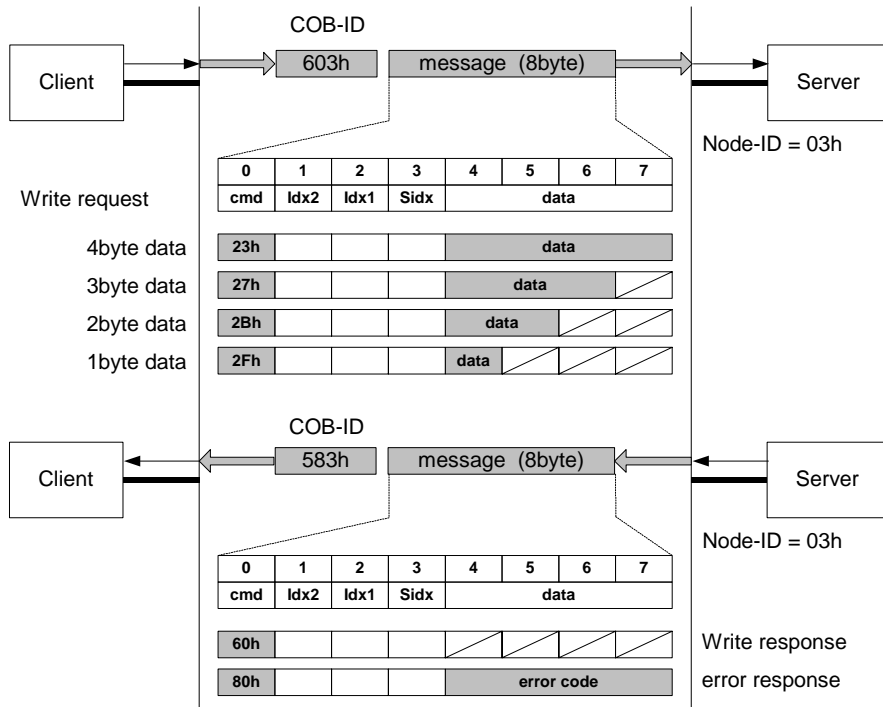 COB-ID
Client 603h message (8byte) Server
Node-ID = 03h
0 1 2 3 4 5 6 7
Write request cmd Idx2 Idx1 Sidx data
4byte data 23h data
3byte data 27h data
2byte data 2Bh data
1byte data 2Fh data
COB-ID
Client 583h message (8byte) Server
Node-ID = 03h
0 1 2 3 4 5 6 7
cmd Idx2 Idx1 Sidx data
60h Write response
80h error code error response